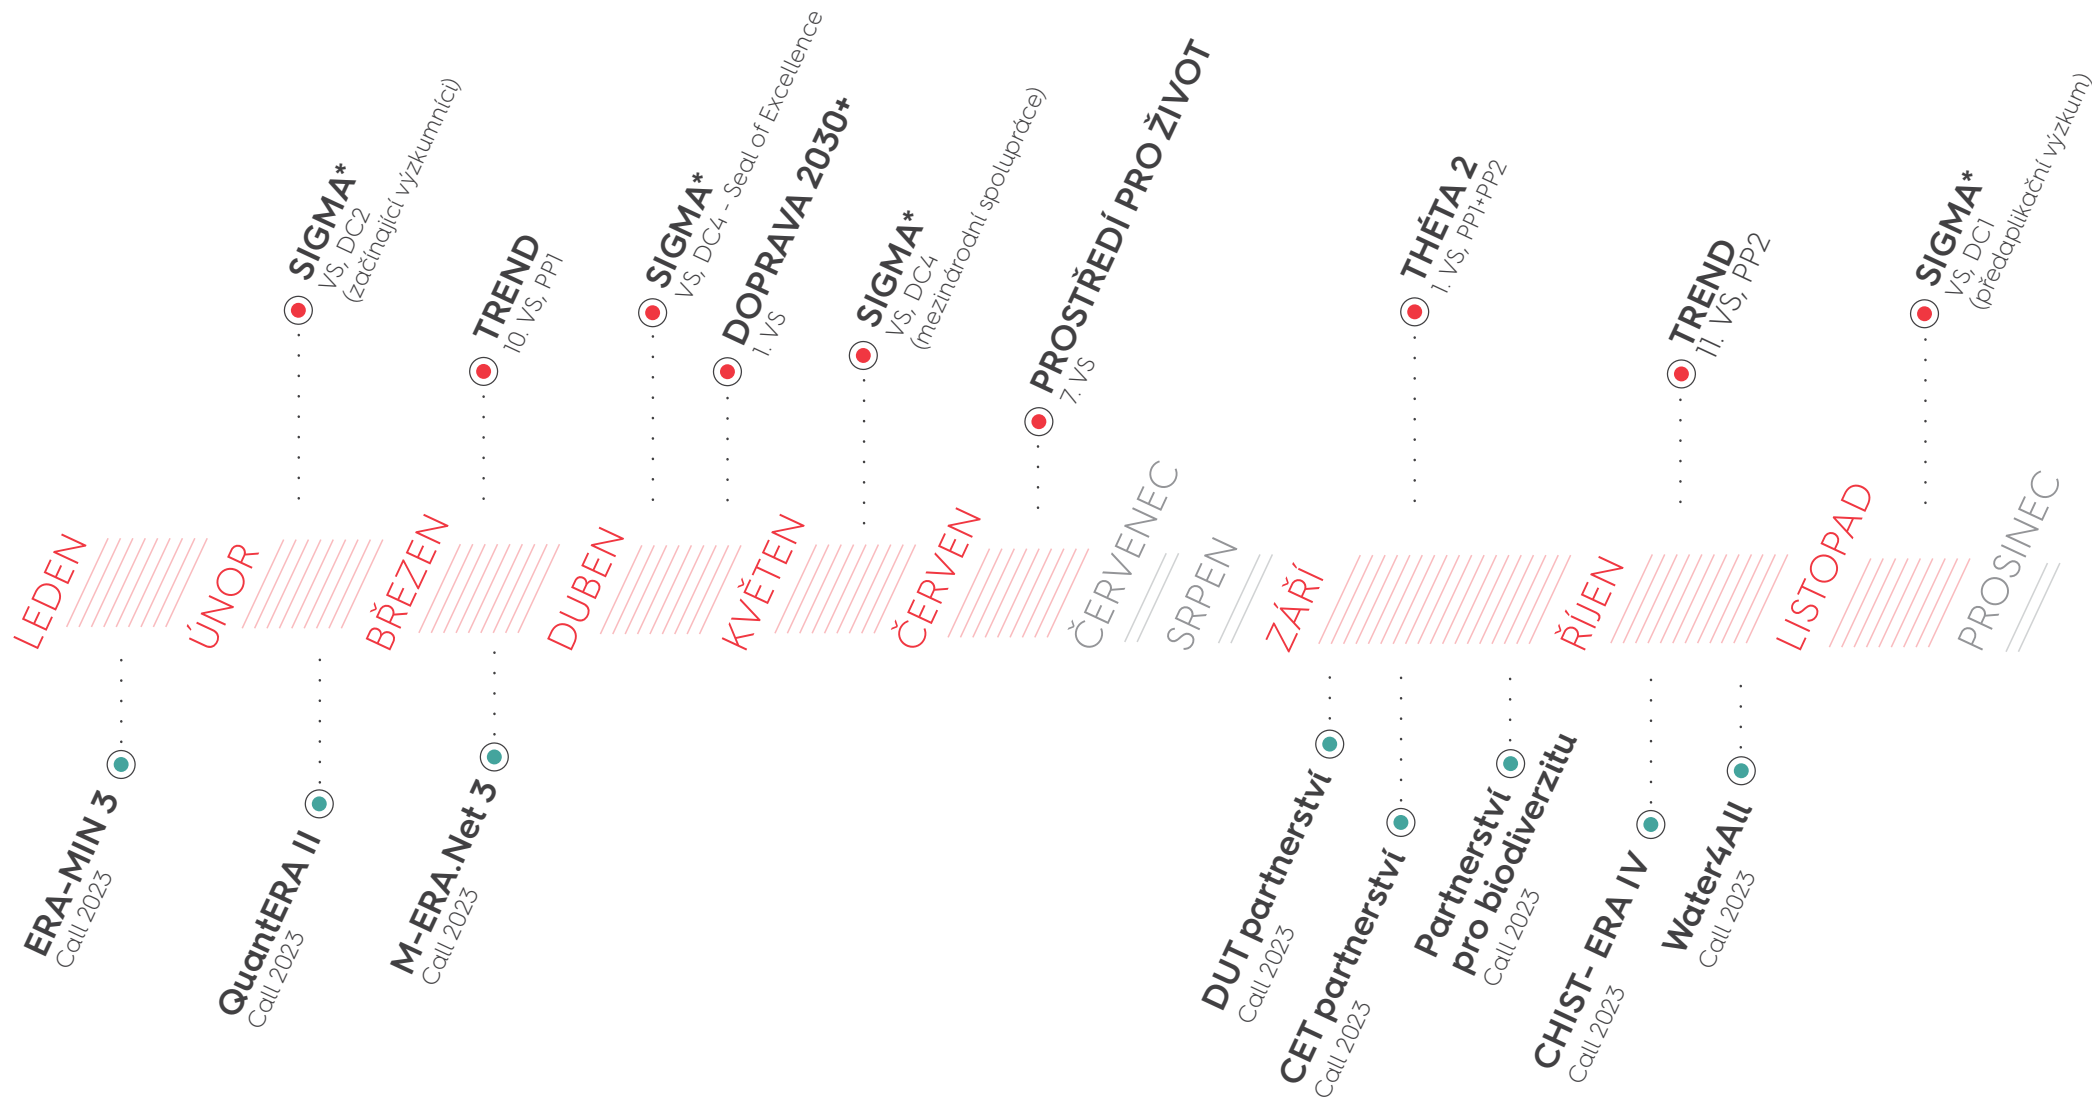 SIGMA*
VS, DC2
(začínající výzkumníci)
TREND
10. VS, PP1
SIGMA*
VS, DC4 - Seal of Excellence
DOPRAVA 2030+
1. VS
SIGMA*
VS, DC4
(mezinárodní spolupráce)
PROSTŘEDÍ PRO ŽIVOT
7. VS
THÉTA 2
1. VS, PP1+PP2
TREND
11. VS, PP2
SIGMA*
VS, DC1
(předaplikační výzkum)
LEDEN
ÚNOR
BŘEZEN
DUBEN
KVĚTEN
ČERVEN
ČERVENEC
SRPEN
ZÁŘÍ
ŘÍJEN
LISTOPAD
PROSINEC
ERA-MIN 3
Call 2023
QuantERA II
Call 2023
M-ERA.Net 3
Call 2023
DUT partnerství
Call 2023
CET partnerství
Call 2023
Partnerství
pro biodiverzitu
Call 2023
CHIST- ERA IV
Call 2023
Water4All
Call 2023